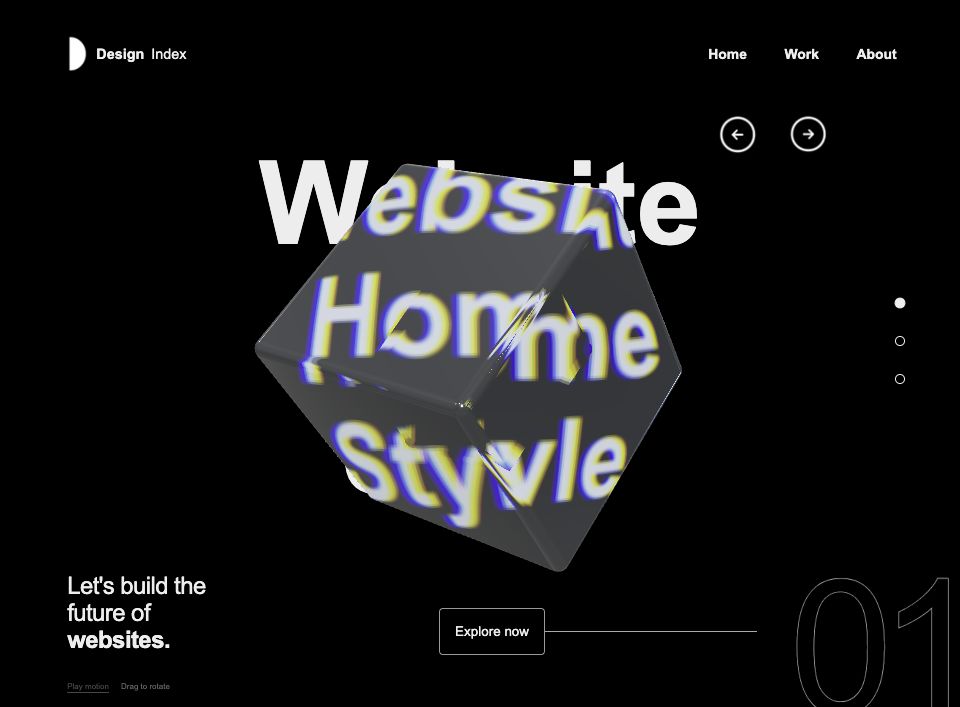 Design Index
Home Work About
Website
Home
Style
Let's build the
future of
websites.
Explore now
01
Play motion Drag to rotate